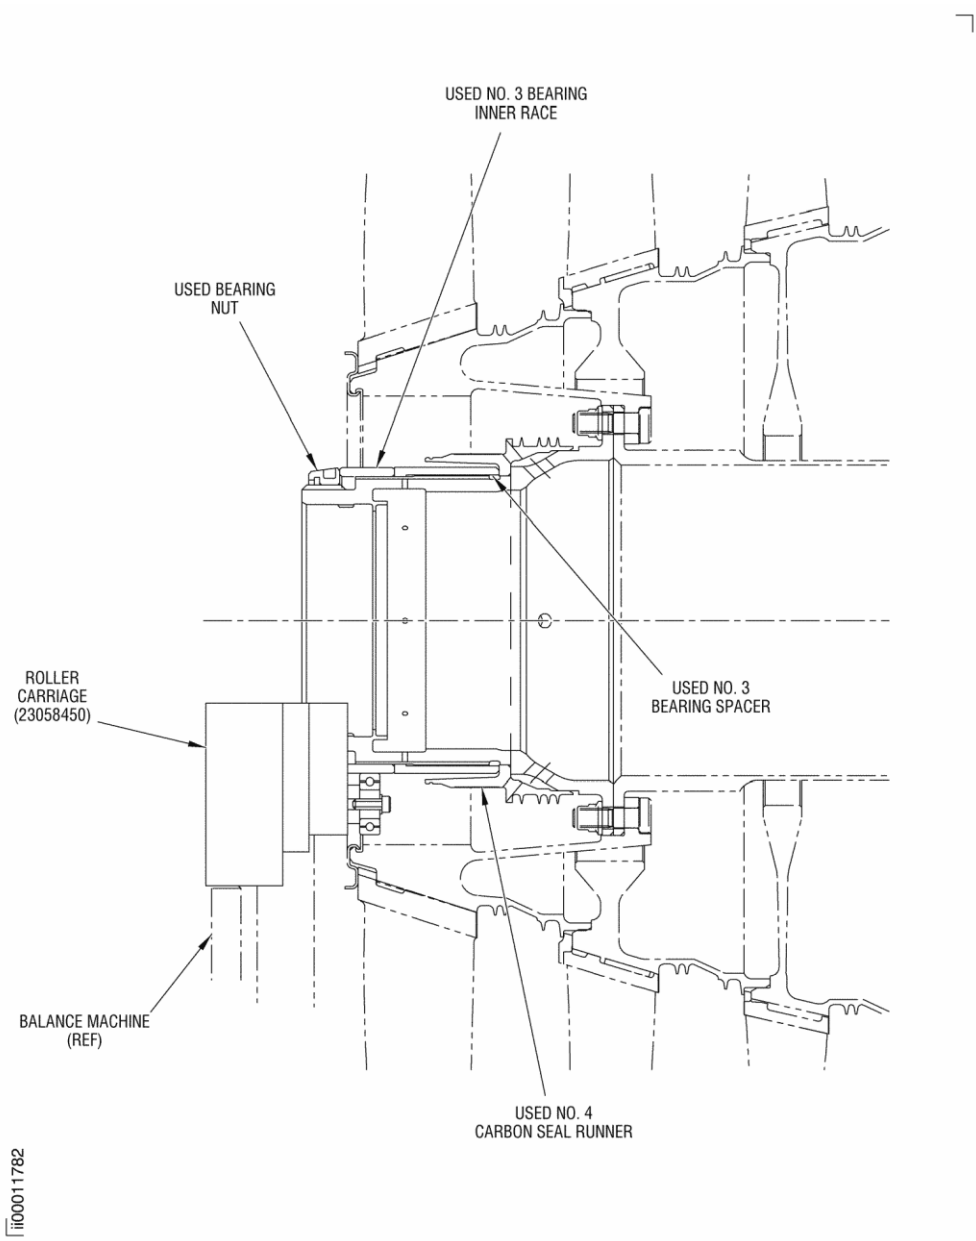 USED NO. 3 BEARING
INNER RACE
USED BEARING
NUT
ROLLER
CARRIAGE
(23058450)
USED NO. 3
BEARING SPACER
BALANCE MACHINE
(REF)
USED NO. 4
CARBON SEAL RUNNER
ii00011782